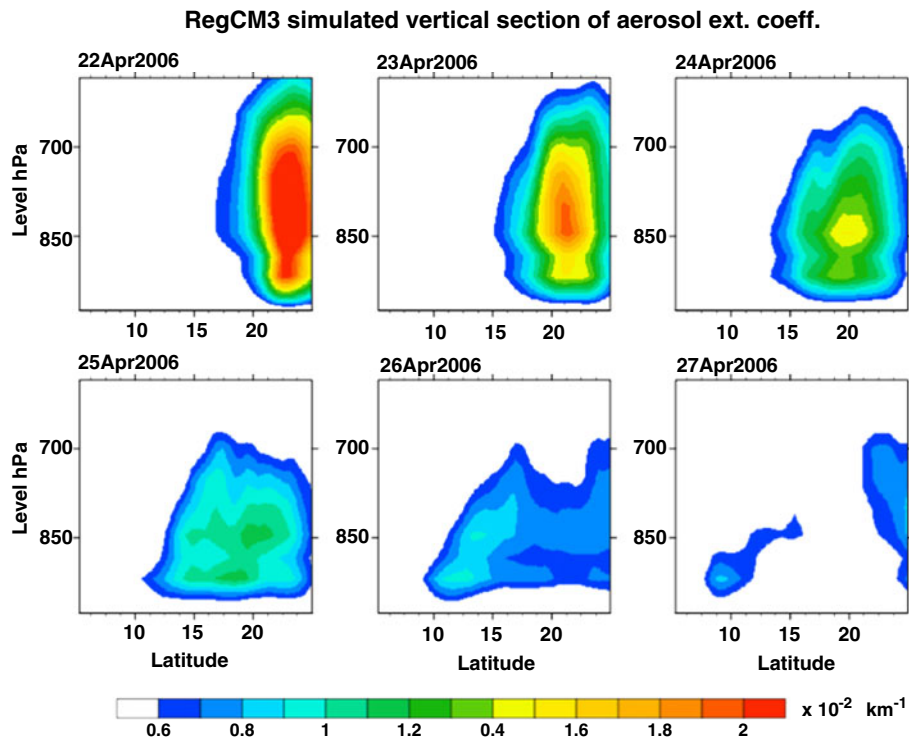 RegCM3 simulated vertical section of aerosol ext. coeff.
22Apr2006
23Apr2006
24Apr2006
Level hPa
700
850
700
850
700
850
10 15 20
10 15 20
10 15 20
25Apr2006
26Apr2006
27Apr2006
Level hPa
700
850
700
850
700
850
10 15 20
10 15 20
10 15 20
Latitude
Latitude
Latitude
0.6 0.8 1 1.2 0.4 1.6 1.8 2
x 10⁻² km⁻¹